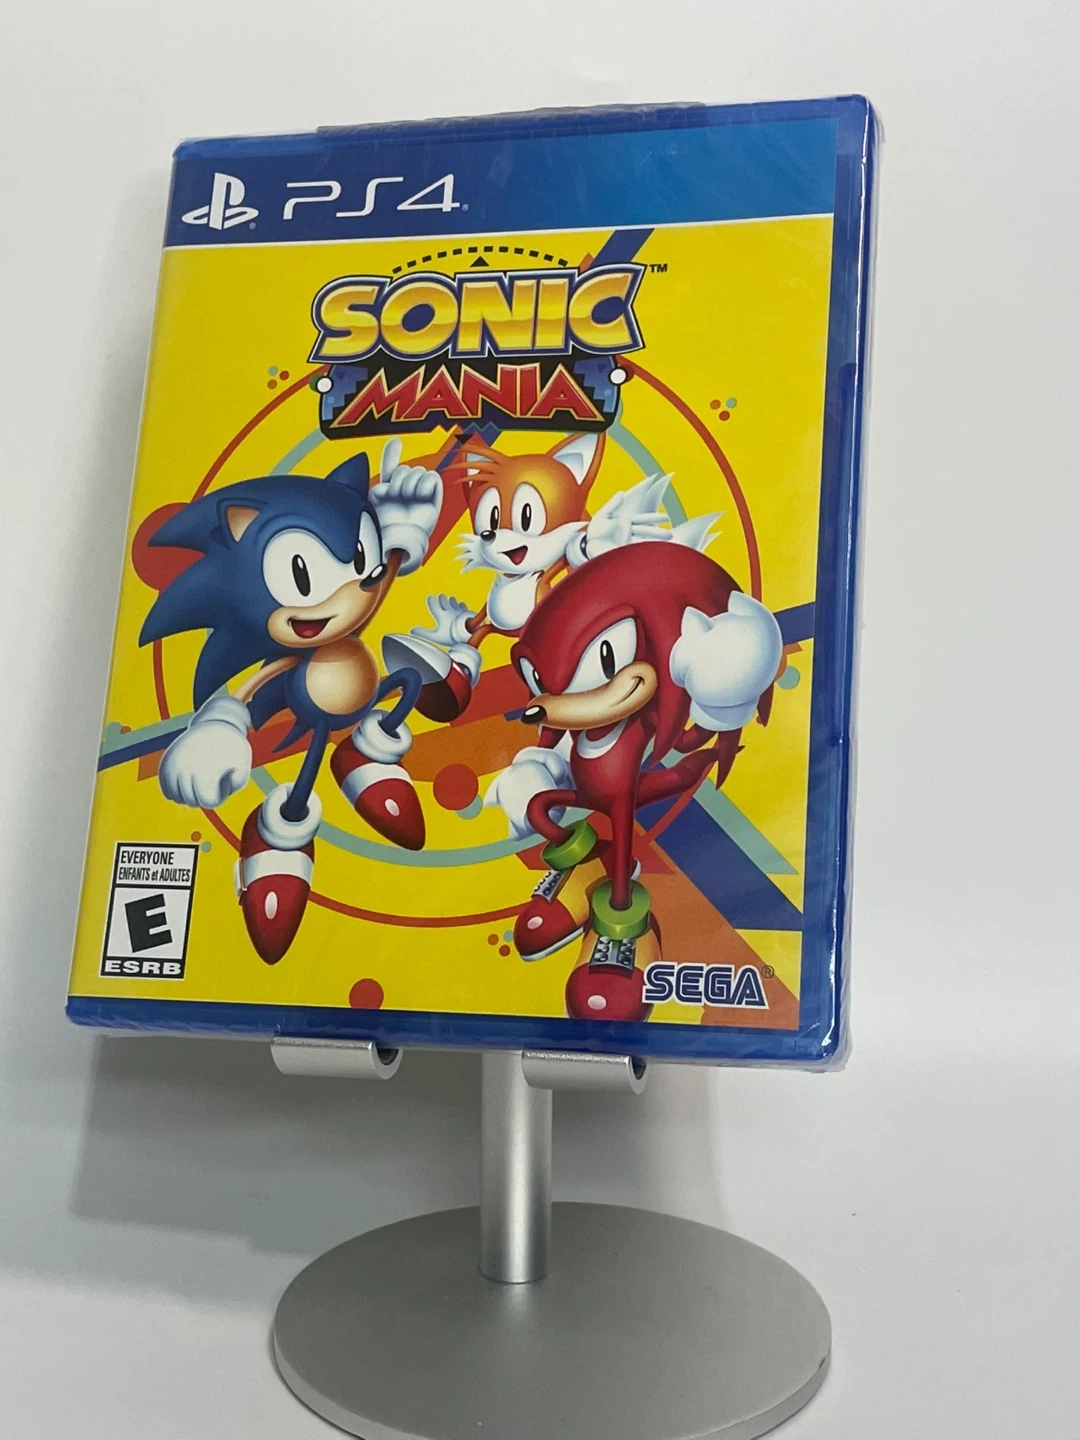 PS4®
SONIC™
MANIA
EVERYONE
ENFANTS et ADULTES
E
ESRB
SEGA®